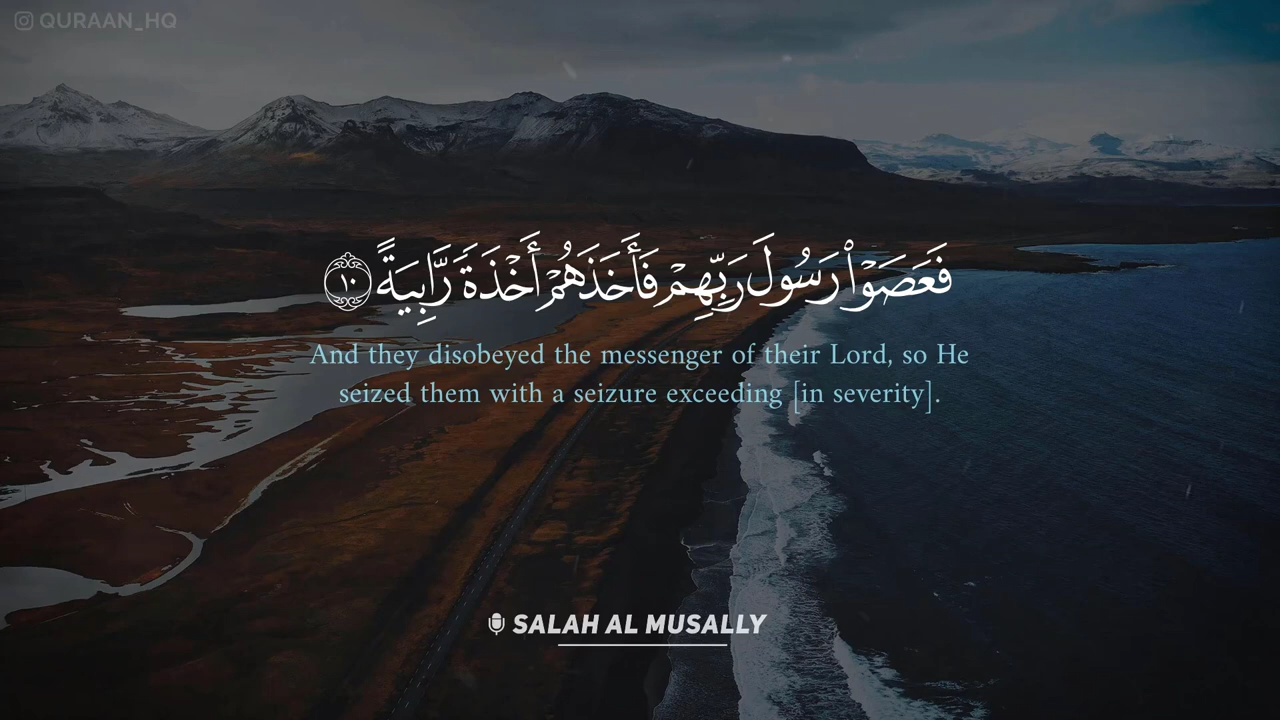 QURAAN_HQ
فَعَصَوْا۟ رَسُولَ رَبِّهِمْ فَأَخَذَهُمْ أَخْذَةً رَّابِيَةً ۝١٠
And they disobeyed the messenger of their Lord, so He
seized them with a seizure exceeding [in severity].
SALAH AL MUSALLY